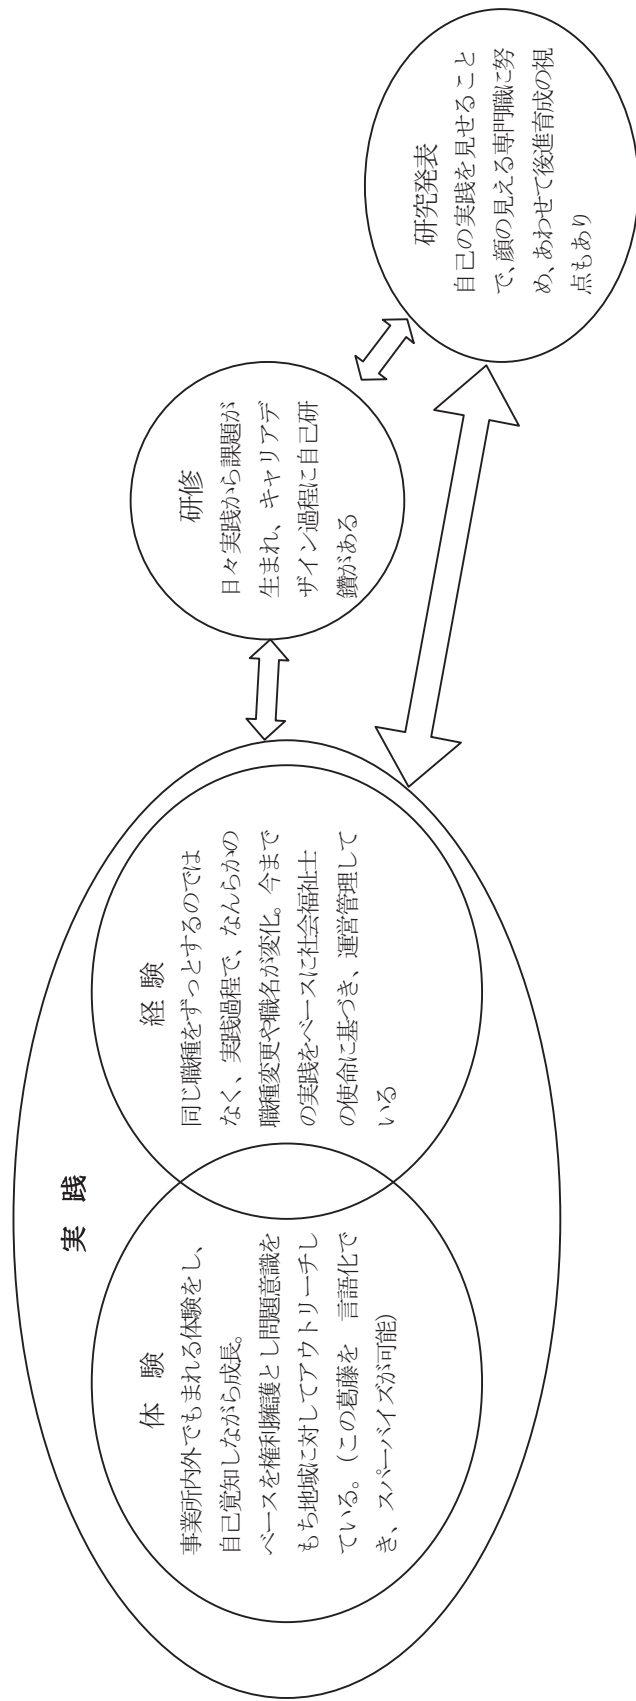 実 践
体 験
事業所内外でもまれる体験をし、
自己覚知しながら成長。
ベースを権利擁護とし問題意識を
もち地域に対してアウトリーチし
ている。（この葛藤を　言語化で
き、スパーバイズが可能）
経 験
同じ職種をずっとするのでは
なく、実践過程で、なんらかの
職種変更や職名が変化。今まで
の実践をベースに社会福祉士
の使命に基づき、運営管理して
いる
研修
日々実践から課題が
生まれ、キャリアデ
ザイン過程に自己研
鑽がある
研究発表
自己の実践を見せること
で、顔の見える専門職に努
め、あわせて後進育成の視
点もあり